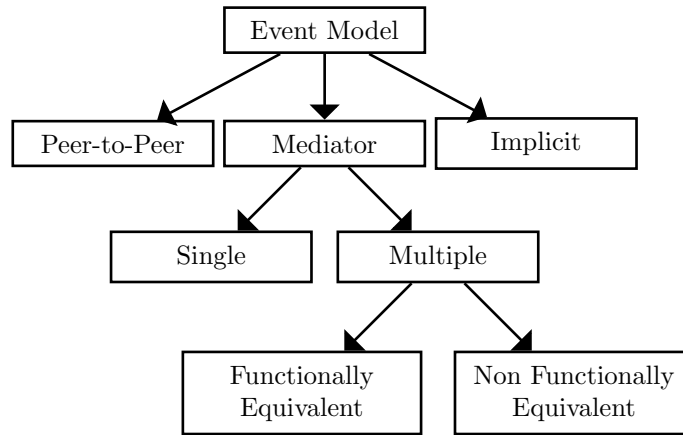 Event Model
Peer-to-Peer
Mediator
Implicit
Single
Multiple
Functionally
Equivalent
Non Functionally
Equivalent